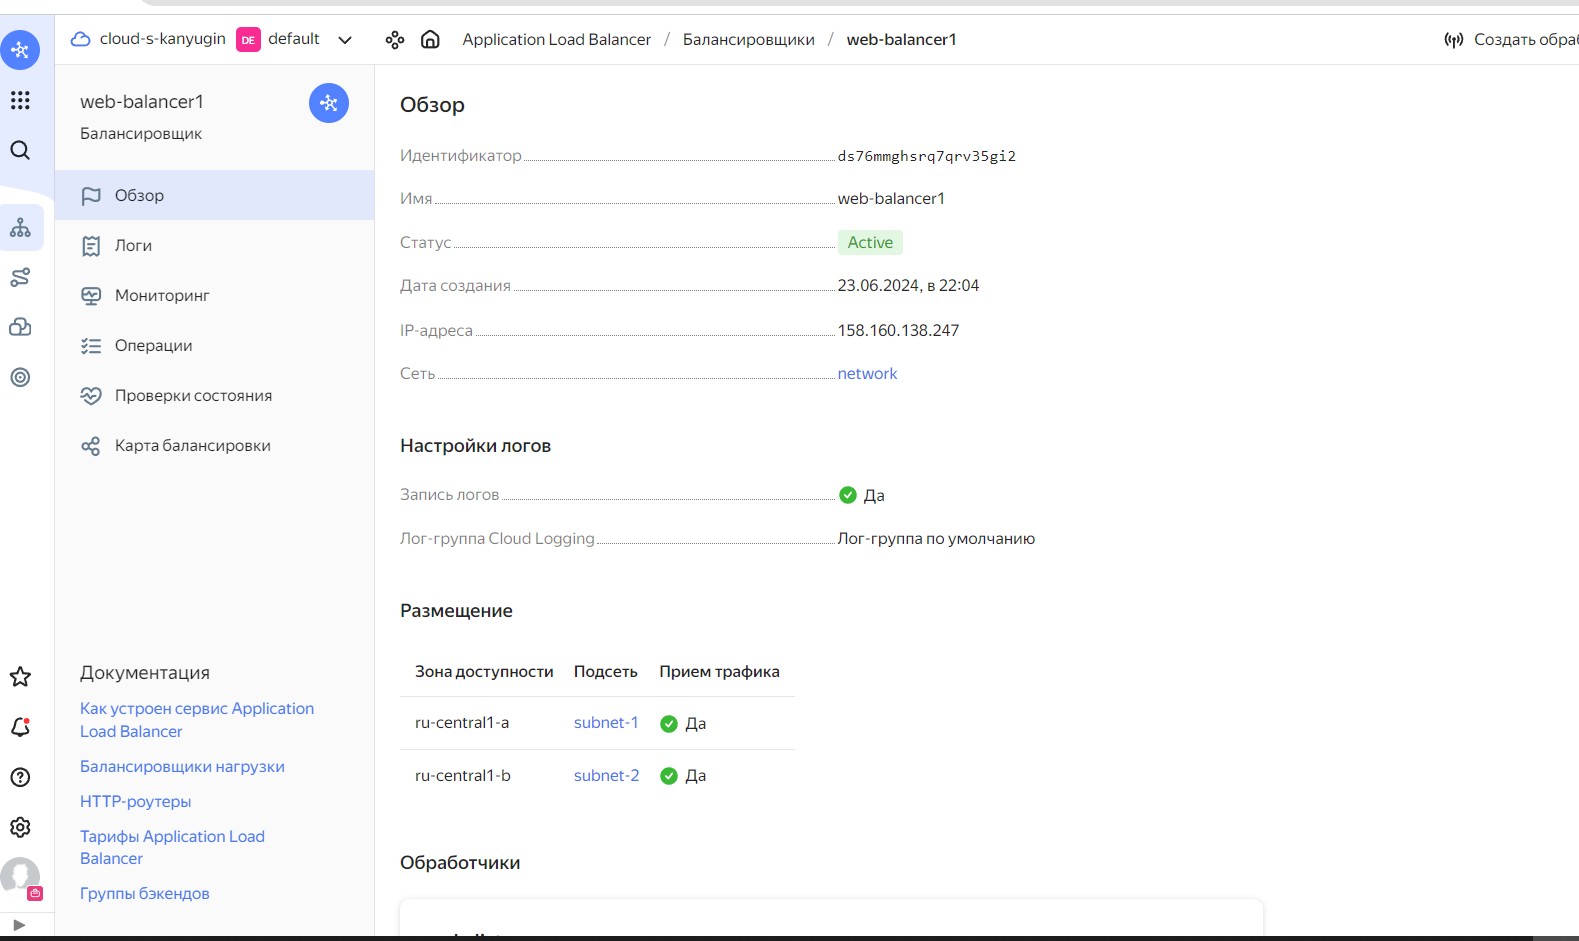 cloud-s-kanyugin DE default Application Load Balancer / Балансировщики / web-balancer1
web-balancer1
Балансировщик
Обзор
Логи
Мониторинг
Операции
Проверки состояния
Карта балансировки
Документация
Как устроен сервис Application
Load Balancer
Балансировщики нагрузки
HTTP-роутеры
Тарифы Application Load
Balancer
Группы бэкендов
Создать
Обзор
Идентификатор ds76mmghsrq7qrv35gi2
Имя web-balancer1
Статус Active
Дата создания 23.06.2024, в 22:04
IP-адреса 158.160.138.247
Сеть network
Настройки логов
Запись логов Да
Лог-группа Cloud Logging Лог-группа по умолчанию
Размещение
Зона доступности Подсеть Прием трафика
ru-central1-a subnet-1 Да
ru-central1-b subnet-2 Да
Обработчики